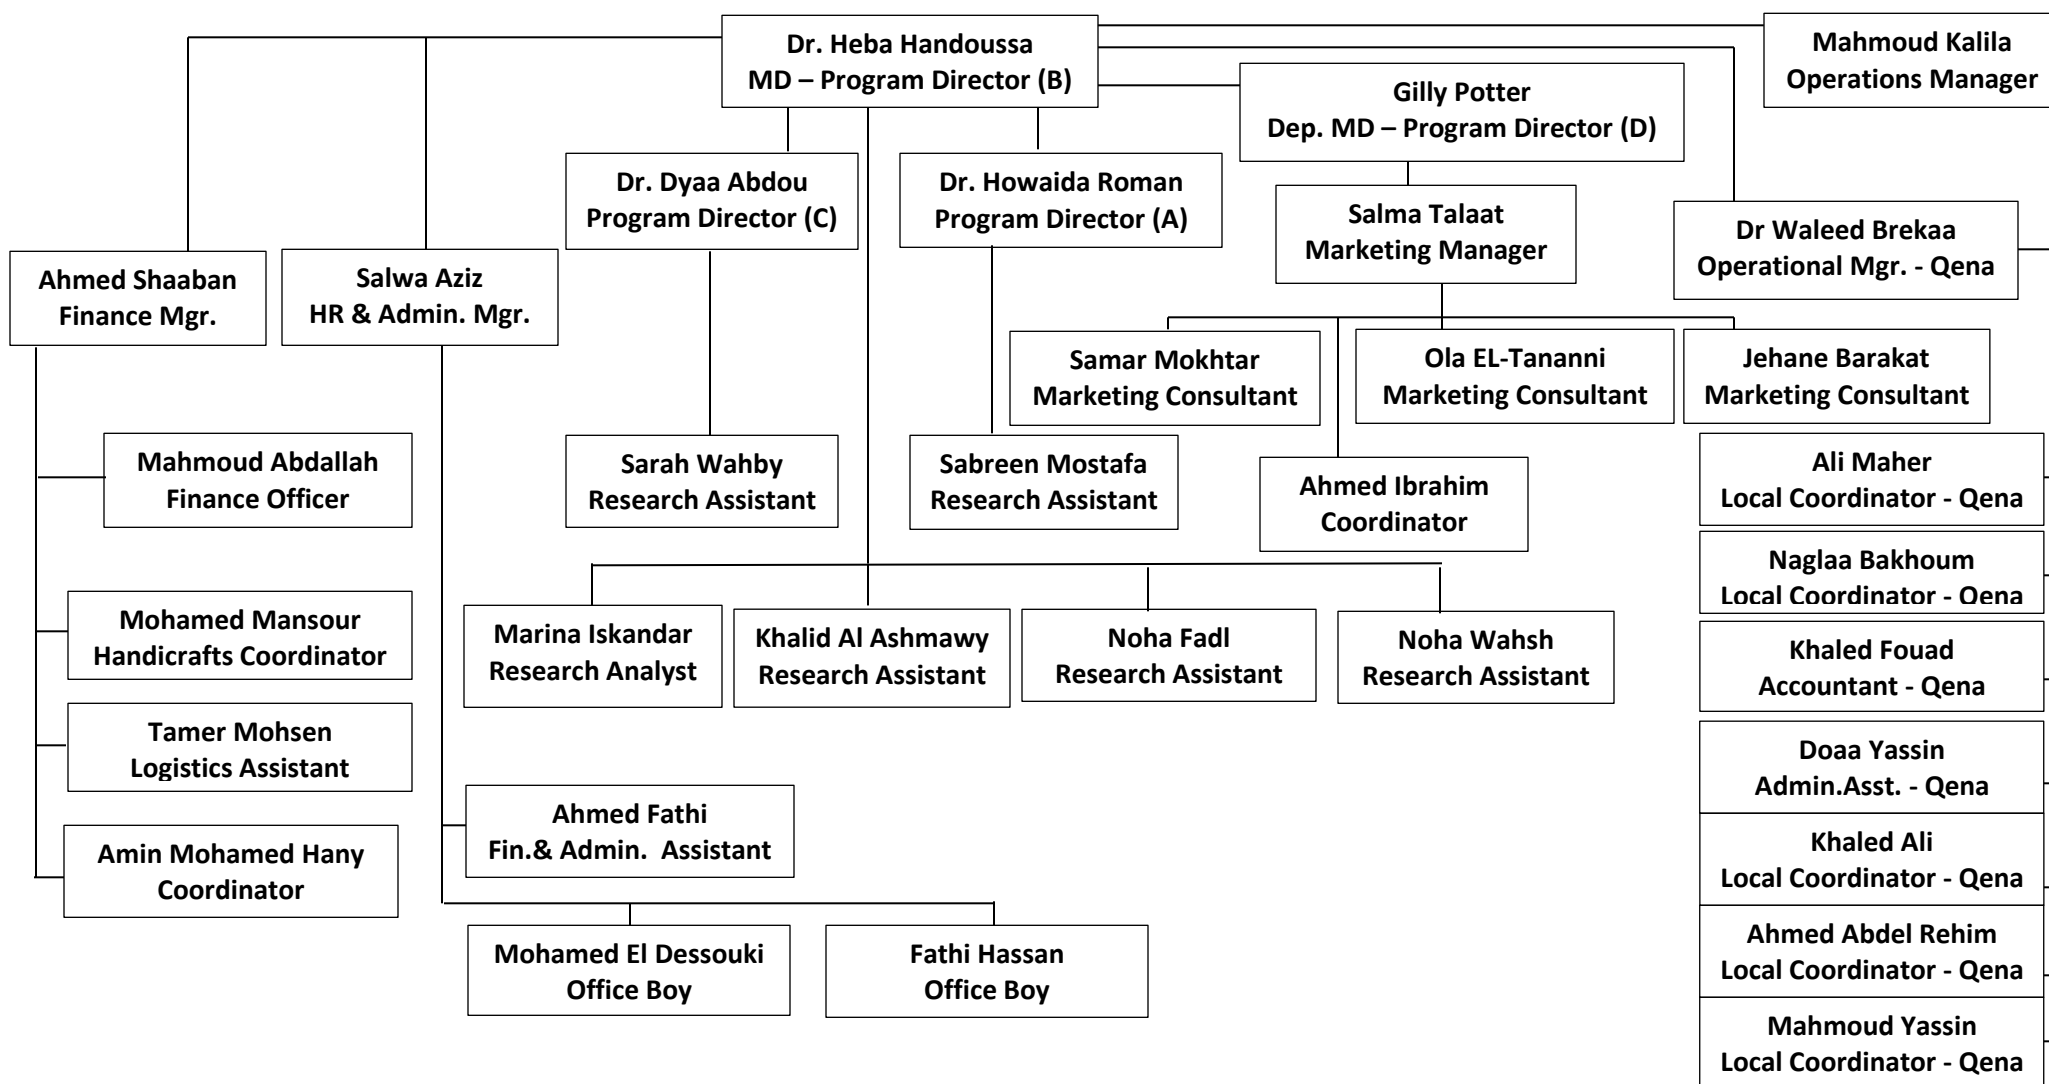 Dr. Heba Handoussa
MD – Program Director (B)
Mahmoud Kalila
Operations Manager
Gilly Potter
Dep. MD – Program Director (D)
Dr. Dyaa Abdou
Program Director (C)
Dr. Howaida Roman
Program Director (A)
Salma Talaat
Marketing Manager
Dr Waleed Brekaa
Operational Mgr. - Qena
Ahmed Shaaban
Finance Mgr.
Salwa Aziz
HR & Admin. Mgr.
Samar Mokhtar
Marketing Consultant
Ola EL-Tananni
Marketing Consultant
Jehane Barakat
Marketing Consultant
Mahmoud Abdallah
Finance Officer
Sarah Wahby
Research Assistant
Sabreen Mostafa
Research Assistant
Ahmed Ibrahim
Coordinator
Ali Maher
Local Coordinator - Qena
Naglaa Bakhoum
Local Coordinator - Qena
Mohamed Mansour
Handicrafts Coordinator
Marina Iskandar
Research Analyst
Khalid Al Ashmawy
Research Assistant
Noha Fadl
Research Assistant
Noha Wahsh
Research Assistant
Khaled Fouad
Accountant - Qena
Tamer Mohsen
Logistics Assistant
Doaa Yassin
Admin.Asst. - Qena
Ahmed Fathi
Fin.& Admin.  Assistant
Amin Mohamed Hany
Coordinator
Khaled Ali
Local Coordinator - Qena
Mohamed El Dessouki
Office Boy
Fathi Hassan
Office Boy
Ahmed Abdel Rehim
Local Coordinator - Qena
Mahmoud Yassin
Local Coordinator - Qena